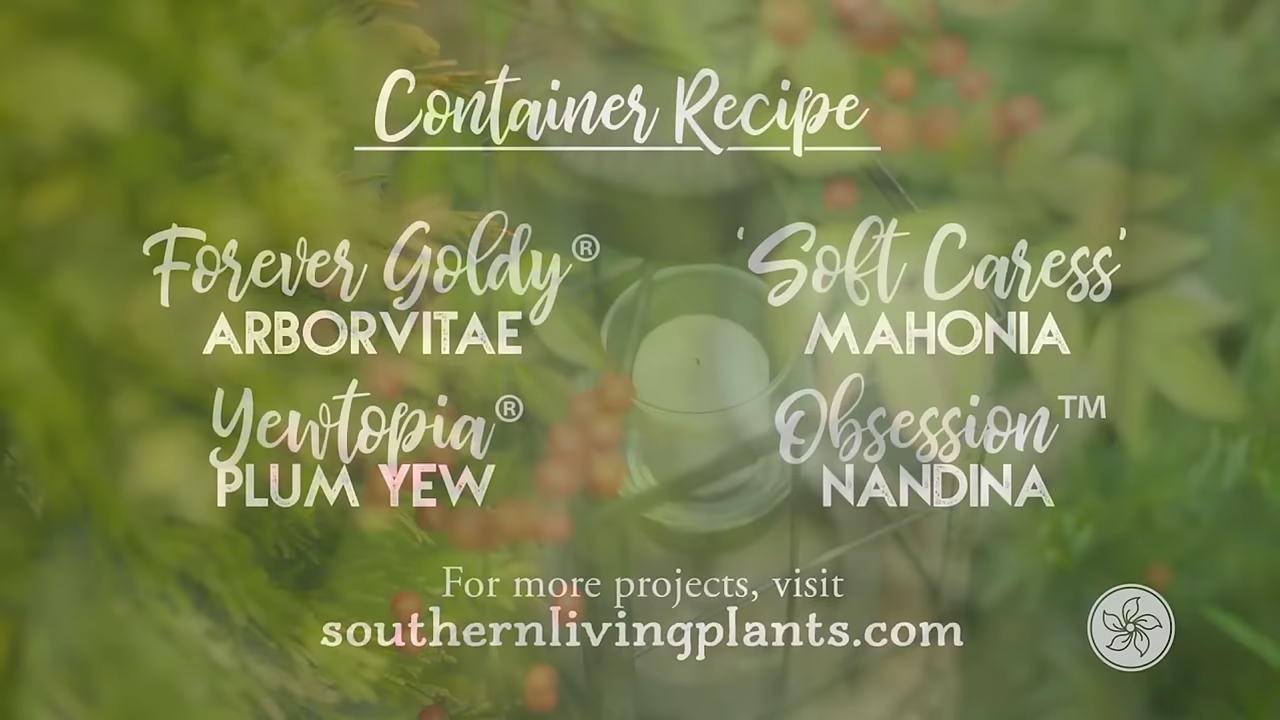 Container Recipe
Forever Goldy®
ARBORVITAE
'Soft Caress'
MAHONIA
Yewtopia®
PLUM YEW
Obsession™
NANDINA
For more projects, visit
southernlivingplants.com